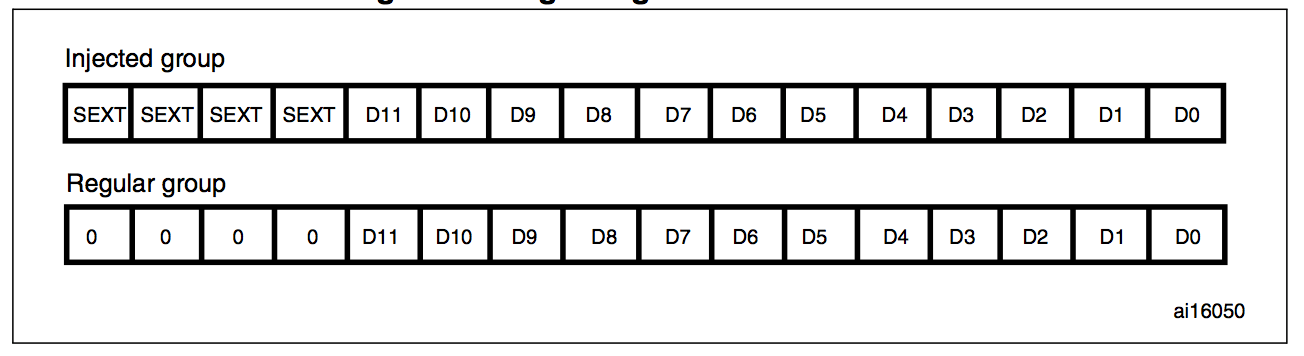 Injected group
SEXT SEXT SEXT SEXT D11 D10 D9 D8 D7 D6 D5 D4 D3 D2 D1 D0
Regular group
0 0 0 0 D11 D10 D9 D8 D7 D6 D5 D4 D3 D2 D1 D0
ai16050